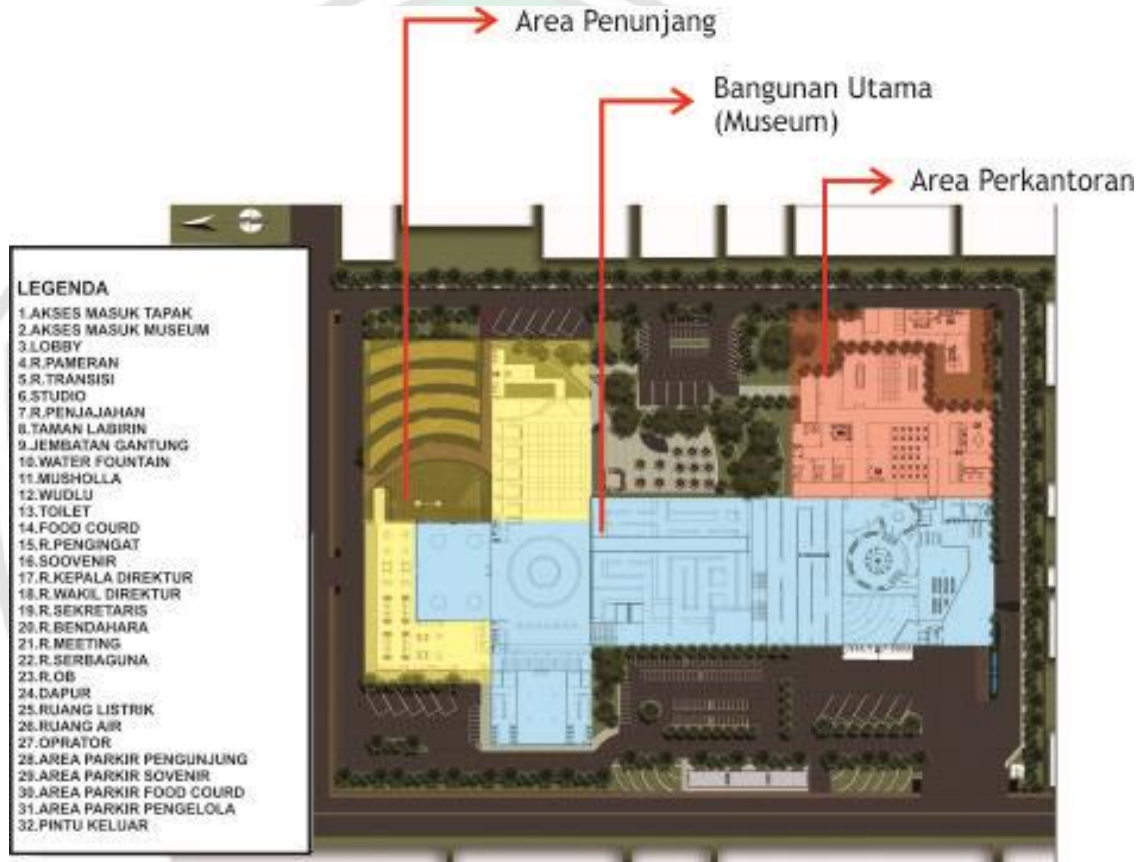 Area Penunjang
Bangunan Utama
(Museum)
Area Perkantoran
LEGENDA
1.AKSES MASUK TAPAK
2.AKSES MASUK MUSEUM
3.LOBBY
4.R.PAMERAN
5.R.TRANSISI
6.STUDIO
7.R.PENJAJAHAN
8.TAMAN LABIRIN
9.JEMBATAN GANTUNG
10.WATER FOUNTAIN
11.MUSHOLLA
12.WUDLU
13.TOILET
14.FOOD COURD
15.R.PENGINGAT
16.SOOVENIR
17.R.KEPALA DIREKTUR
18.R.WAKIL DIREKTUR
19.R.SEKRETARIS
20.R.BENDAHARA
21.R.MEETING
22.R.SERBAGUNA
23.R.OB
24.DAPUR
25.RUANG LISTRIK
26.RUANG AIR
27.OPRATOR
28.AREA PARKIR PENGUNJUNG
29.AREA PARKIR SOVENIR
30.AREA PARKIR FOOD COURD
31.AREA PARKIR PENGELOLA
32.PINTU KELUAR